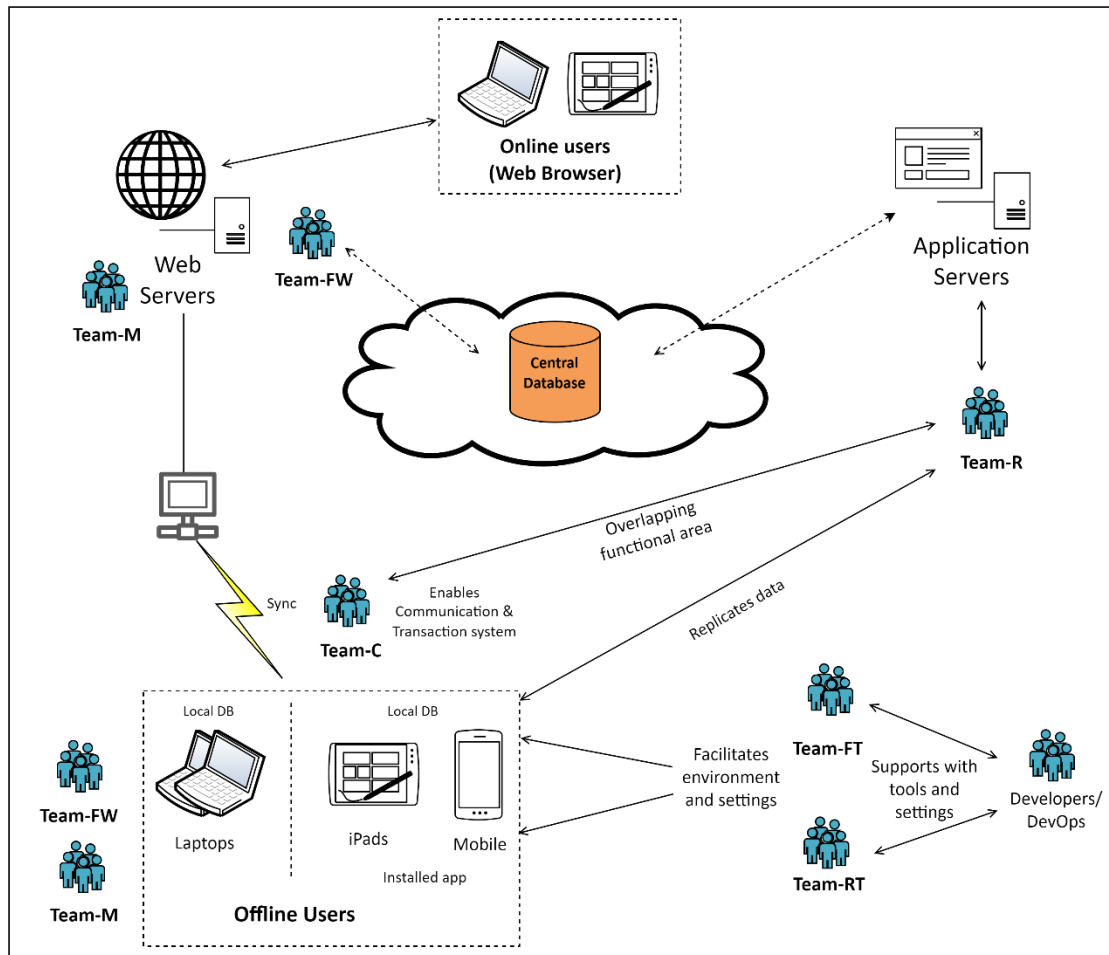 Online users
(Web Browser)
Web
Servers
Team-FW
Team-M
Application
Servers
Central
Database
Team-R
Overlapping
functional area
Sync
Enables
Communication &
Transaction system
Team-C
Replicates data
Local DB
Local DB
Laptops
iPads
Mobile
Installed app
Offline Users
Team-FW
Team-M
Facilitates
environment
and settings
Team-FT
Supports with
tools and
settings
Developers/
DevOps
Team-RT